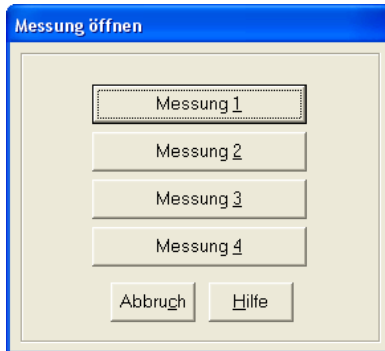 Messung öffnen
Messung 1
Messung 2
Messung 3
Messung 4
Abbruch Hilfe